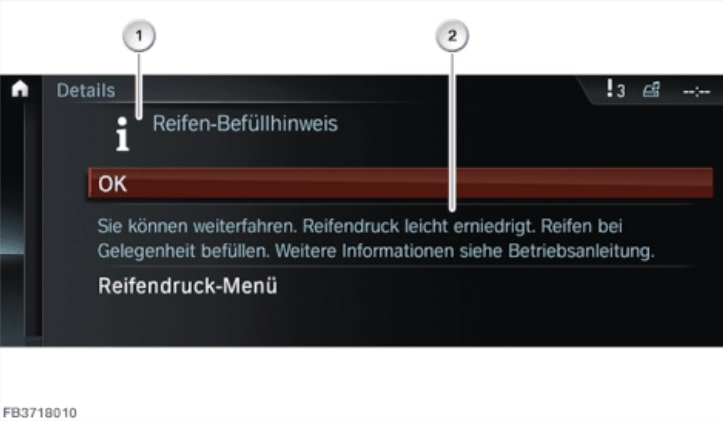 1 2
Details !3 --:--
i Reifen-Befüllhinweis
OK
Sie können weiterfahren. Reifendruck leicht erniedrigt. Reifen bei
Gelegenheit befüllen. Weitere Informationen siehe Betriebsanleitung.
Reifendruck-Menü
FB3718010